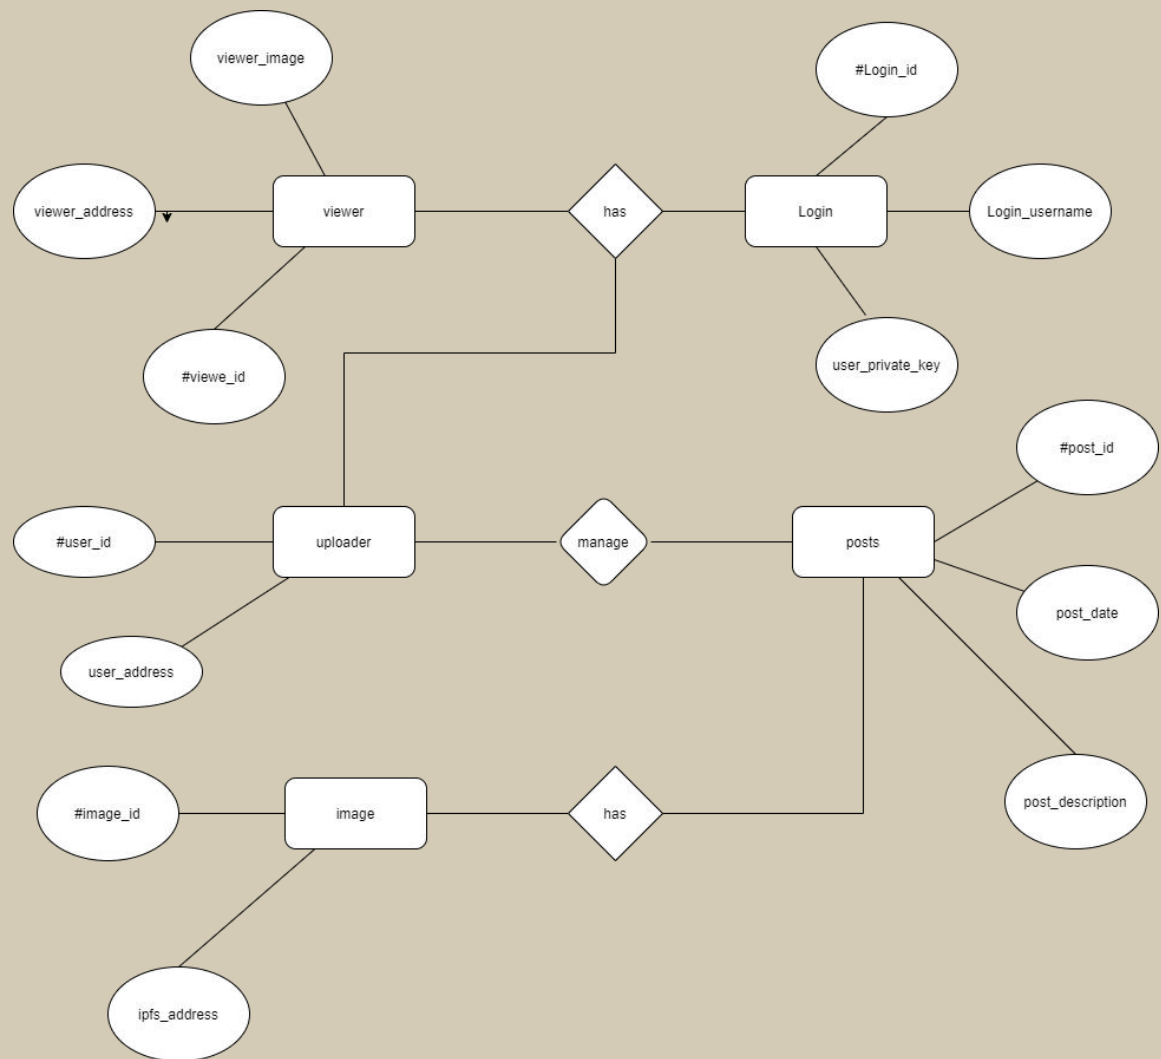 viewer_image
#Login_id
viewer_address
viewer
has
Login
Login_username
#viewe_id
user_private_key
#post_id
#user_id
uploader
manage
posts
post_date
user_address
#image_id
image
has
post_description
ipfs_address